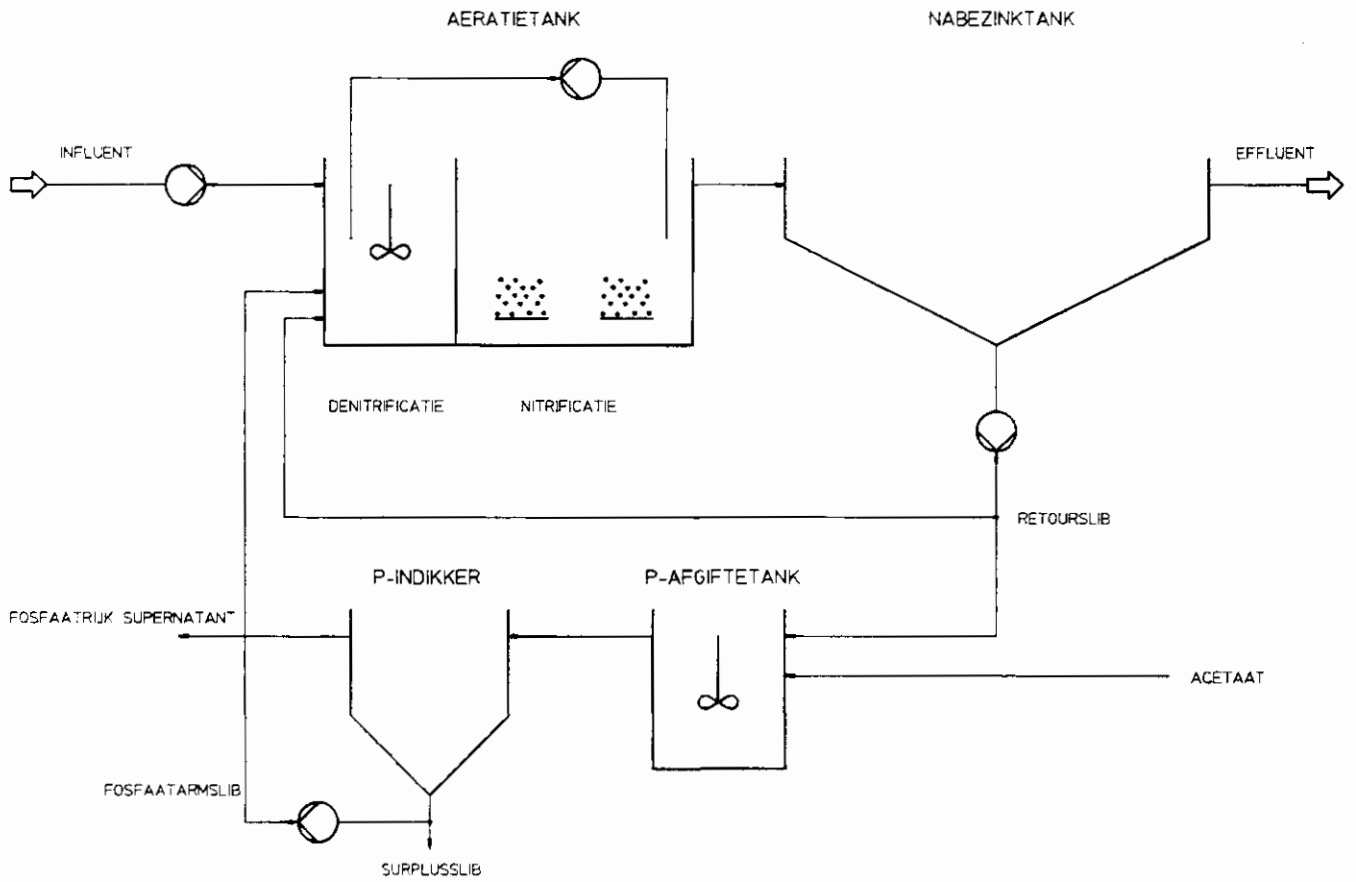 AERATIETANK
NABEZINKTANK
INFLUENT
EFFLUENT
DENITRIFICATIE
NITRIFICATIE
RETOURSLIB
P-INDIKKER
P-AFGIFTETANK
FOSFAATRIJK SUPERNATANT
ACETAAT
FOSFAATARMSLIB
SURPLUSSLIB